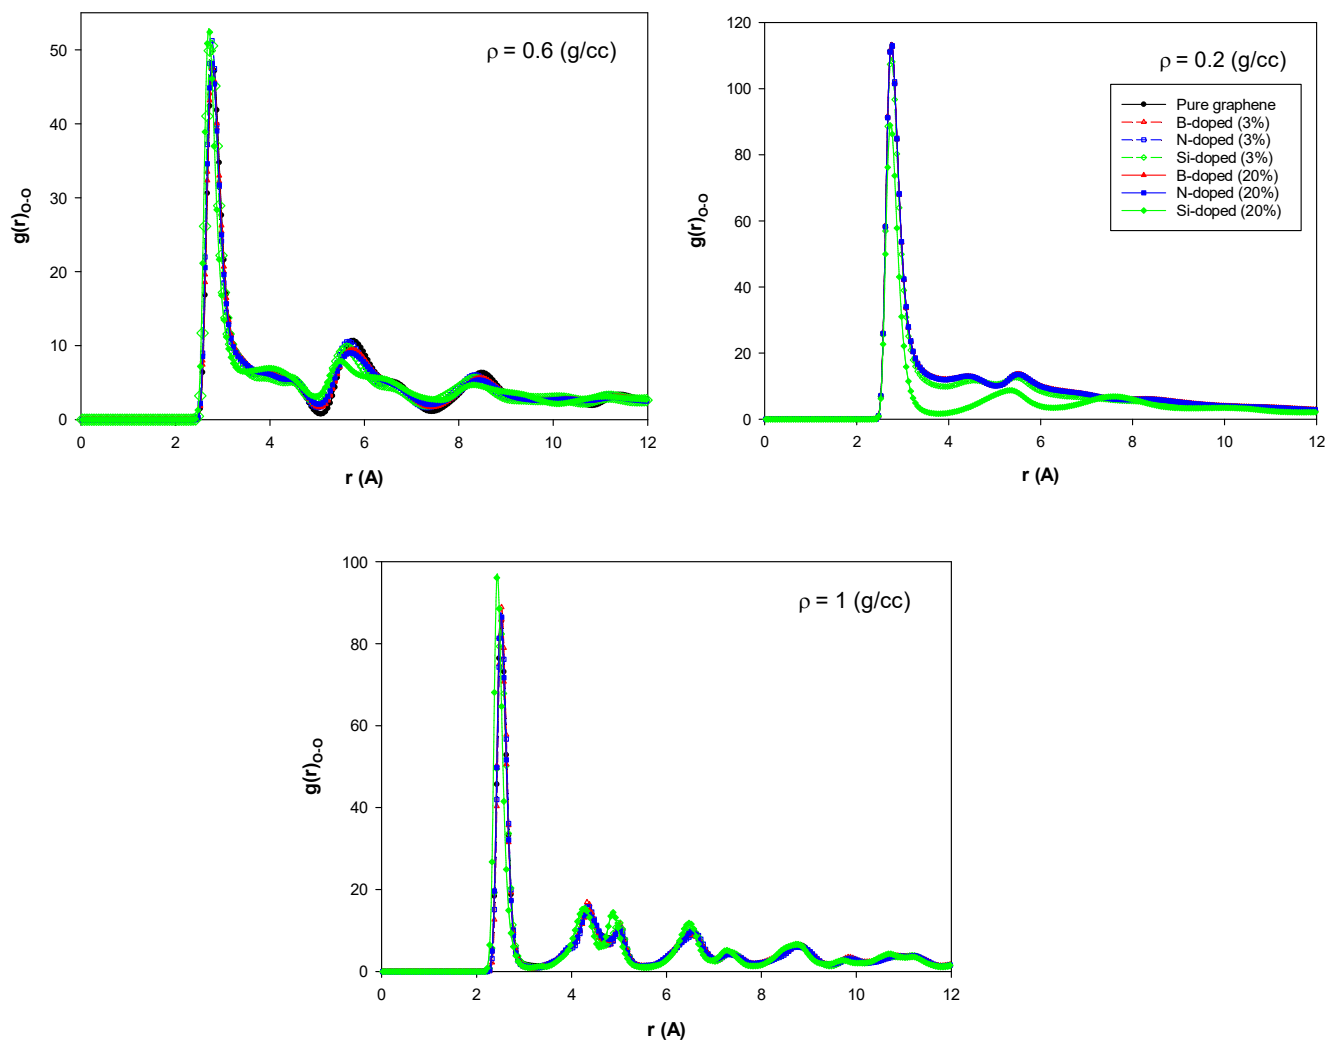 ρ = 0.6 (g/cc)
g(r)O-O
50
40
30
20
10
0
0 2 4 6 8 10 12
r (A)
ρ = 0.2 (g/cc)
Pure graphene
B-doped (3%)
N-doped (3%)
Si-doped (3%)
B-doped (20%)
N-doped (20%)
Si-doped (20%)
g(r)O-O
120
100
80
60
40
20
0
0 2 4 6 8 10 12
r (A)
ρ = 1 (g/cc)
g(r)O-O
100
80
60
40
20
0
0 2 4 6 8 10 12
r (A)